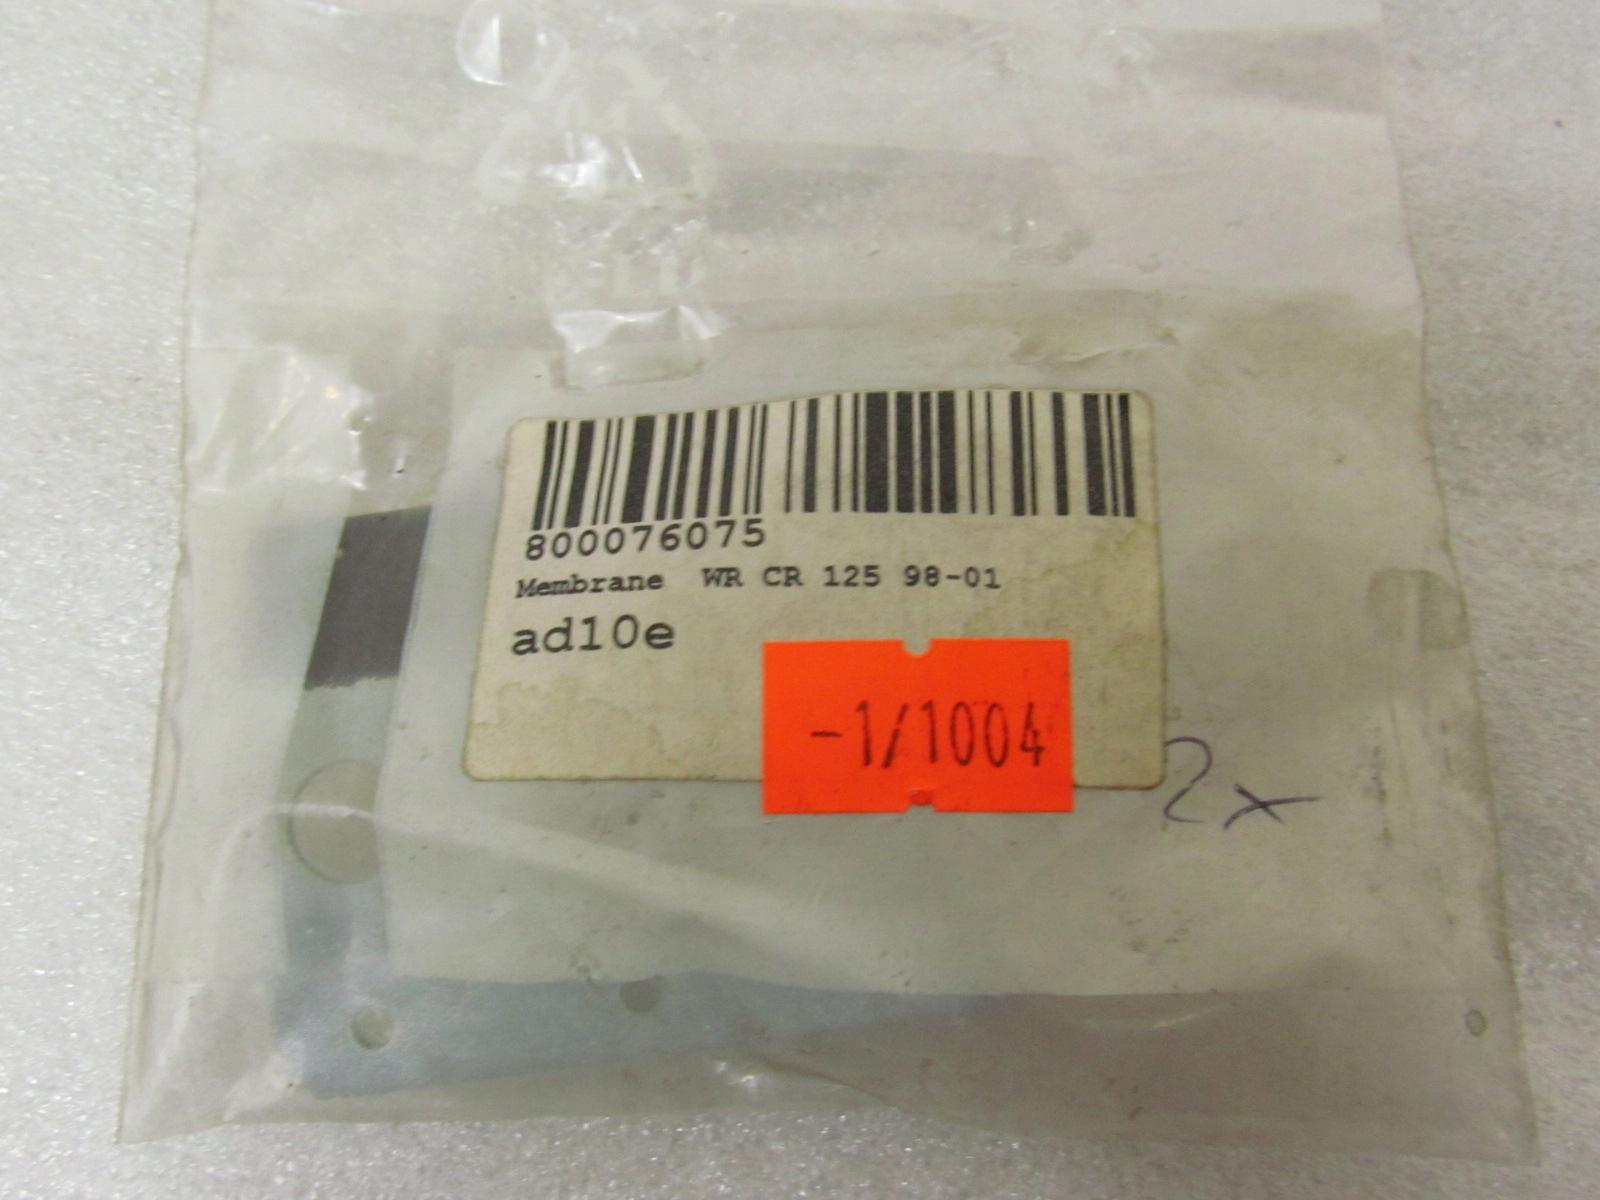 800076075
Membrane WR CR 125 98-01
ad10e
-1/1004
2x